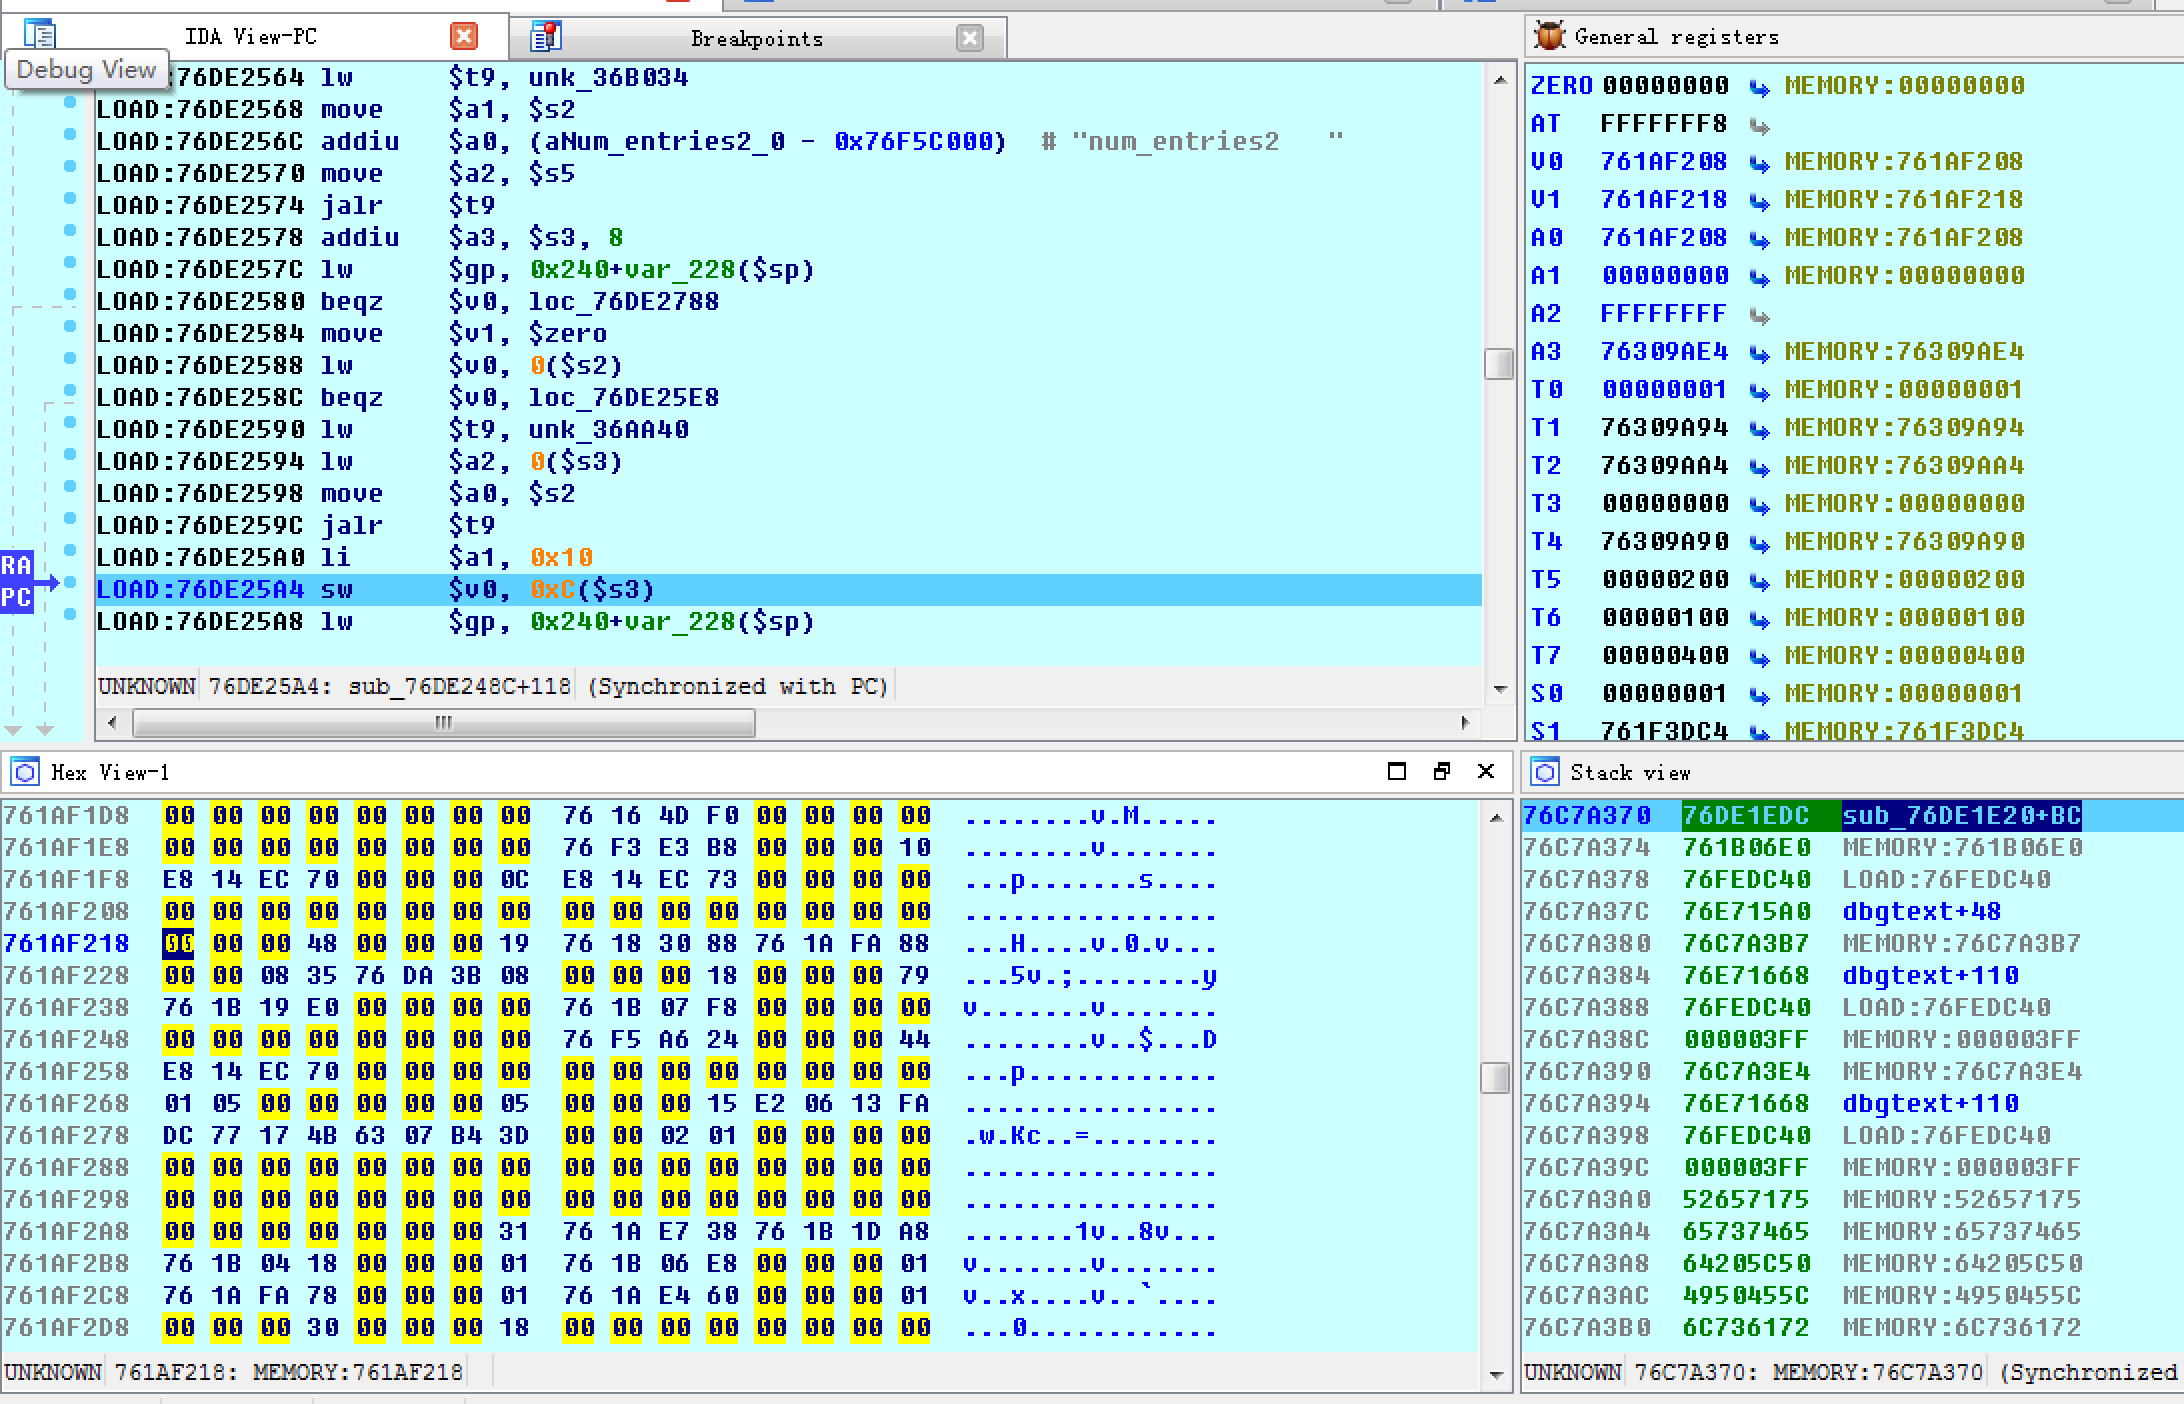 IDA View-PC
Breakpoints
General registers
Debug View
LOAD:76DE2564 lw $t9, unk_36B034
LOAD:76DE2568 move $a1, $s2
LOAD:76DE256C addiu $a0, (aNum_entries2_0 - 0x76F5C000) # "num_entries2 "
LOAD:76DE2570 move $a2, $s5
LOAD:76DE2574 jalr $t9
LOAD:76DE2578 addiu $a3, $s3, 8
LOAD:76DE257C lw $gp, 0x240+var_228($sp)
LOAD:76DE2580 beqz $v0, loc_76DE2788
LOAD:76DE2584 move $v1, $zero
LOAD:76DE2588 lw $v0, 0($s2)
LOAD:76DE258C beqz $v0, loc_76DE25E8
LOAD:76DE2590 lw $t9, unk_36AA40
LOAD:76DE2594 lw $a2, 0($s3)
LOAD:76DE2598 move $a0, $s2
LOAD:76DE259C jalr $t9
LOAD:76DE25A0 li $a1, 0x10
RA
PC
LOAD:76DE25A4 sw $v0, 0xC($s3)
LOAD:76DE25A8 lw $gp, 0x240+var_228($sp)
UNKNOWN 76DE25A4: sub_76DE248C+118 (Synchronized with PC)
ZERO 00000000 MEMORY:00000000
AT FFFFFFF8
V0 761AF208 MEMORY:761AF208
V1 761AF218 MEMORY:761AF218
A0 761AF208 MEMORY:761AF208
A1 00000000 MEMORY:00000000
A2 FFFFFFFF
A3 76309AE4 MEMORY:76309AE4
T0 00000001 MEMORY:00000001
T1 76309A94 MEMORY:76309A94
T2 76309AA4 MEMORY:76309AA4
T3 00000000 MEMORY:00000000
T4 76309A90 MEMORY:76309A90
T5 00000200 MEMORY:00000200
T6 00000100 MEMORY:00000100
T7 00000400 MEMORY:00000400
S0 00000001 MEMORY:00000001
S1 761F3DC4 MEMORY:761F3DC4
Hex View-1
761AF1D8 00 00 00 00 00 00 00 00 76 16 4D F0 00 00 00 00 ........v.M.....
761AF1E8 00 00 00 00 00 00 00 00 76 F3 E3 B8 00 00 00 10 ........v.......
761AF1F8 E8 14 EC 70 00 00 00 0C E8 14 EC 73 00 00 00 00 ...p.......s....
761AF208 00 00 00 00 00 00 00 00 00 00 00 00 00 00 00 00 ................
761AF218 00 00 00 48 00 00 00 19 76 18 30 88 76 1A FA 88 ...H....v.0.v...
761AF228 00 00 08 35 76 DA 3B 08 00 00 00 18 00 00 00 79 ...5v.;........y
761AF238 76 1B 19 E0 00 00 00 00 76 1B 07 F8 00 00 00 00 v.......v.......
761AF248 00 00 00 00 00 00 00 00 76 F5 A6 24 00 00 00 44 ........v..$...D
761AF258 E8 14 EC 70 00 00 00 00 00 00 00 00 00 00 00 00 ...p............
761AF268 01 05 00 00 00 00 00 05 00 00 00 15 E2 06 13 FA ................
761AF278 DC 77 17 4B 63 07 B4 3D 00 00 02 01 00 00 00 00 .w.Kc..=........
761AF288 00 00 00 00 00 00 00 00 00 00 00 00 00 00 00 00 ................
761AF298 00 00 00 00 00 00 00 00 00 00 00 00 00 00 00 00 ................
761AF2A8 00 00 00 00 00 00 00 31 76 1A E7 38 76 1B 1D A8 .......1v..8v...
761AF2B8 76 1B 04 18 00 00 00 01 76 1B 06 E8 00 00 00 01 v.......v.......
761AF2C8 76 1A FA 78 00 00 00 01 76 1A E4 60 00 00 00 01 v..x....v..`....
761AF2D8 00 00 00 30 00 00 00 18 00 00 00 00 00 00 00 00 ...0............
UNKNOWN 761AF218: MEMORY:761AF218
Stack view
76C7A370 76DE1EDC sub_76DE1E20+BC
76C7A374 761B06E0 MEMORY:761B06E0
76C7A378 76FEDC40 LOAD:76FEDC40
76C7A37C 76E715A0 dbgtext+48
76C7A380 76C7A3B7 MEMORY:76C7A3B7
76C7A384 76E71668 dbgtext+110
76C7A388 76FEDC40 LOAD:76FEDC40
76C7A38C 000003FF MEMORY:000003FF
76C7A390 76C7A3E4 MEMORY:76C7A3E4
76C7A394 76E71668 dbgtext+110
76C7A398 76FEDC40 LOAD:76FEDC40
76C7A39C 000003FF MEMORY:000003FF
76C7A3A0 52657175 MEMORY:52657175
76C7A3A4 65737465 MEMORY:65737465
76C7A3A8 64205C50 MEMORY:64205C50
76C7A3AC 4950455C MEMORY:4950455C
76C7A3B0 6C736172 MEMORY:6C736172
UNKNOWN 76C7A370: MEMORY:76C7A370 (Synchronized